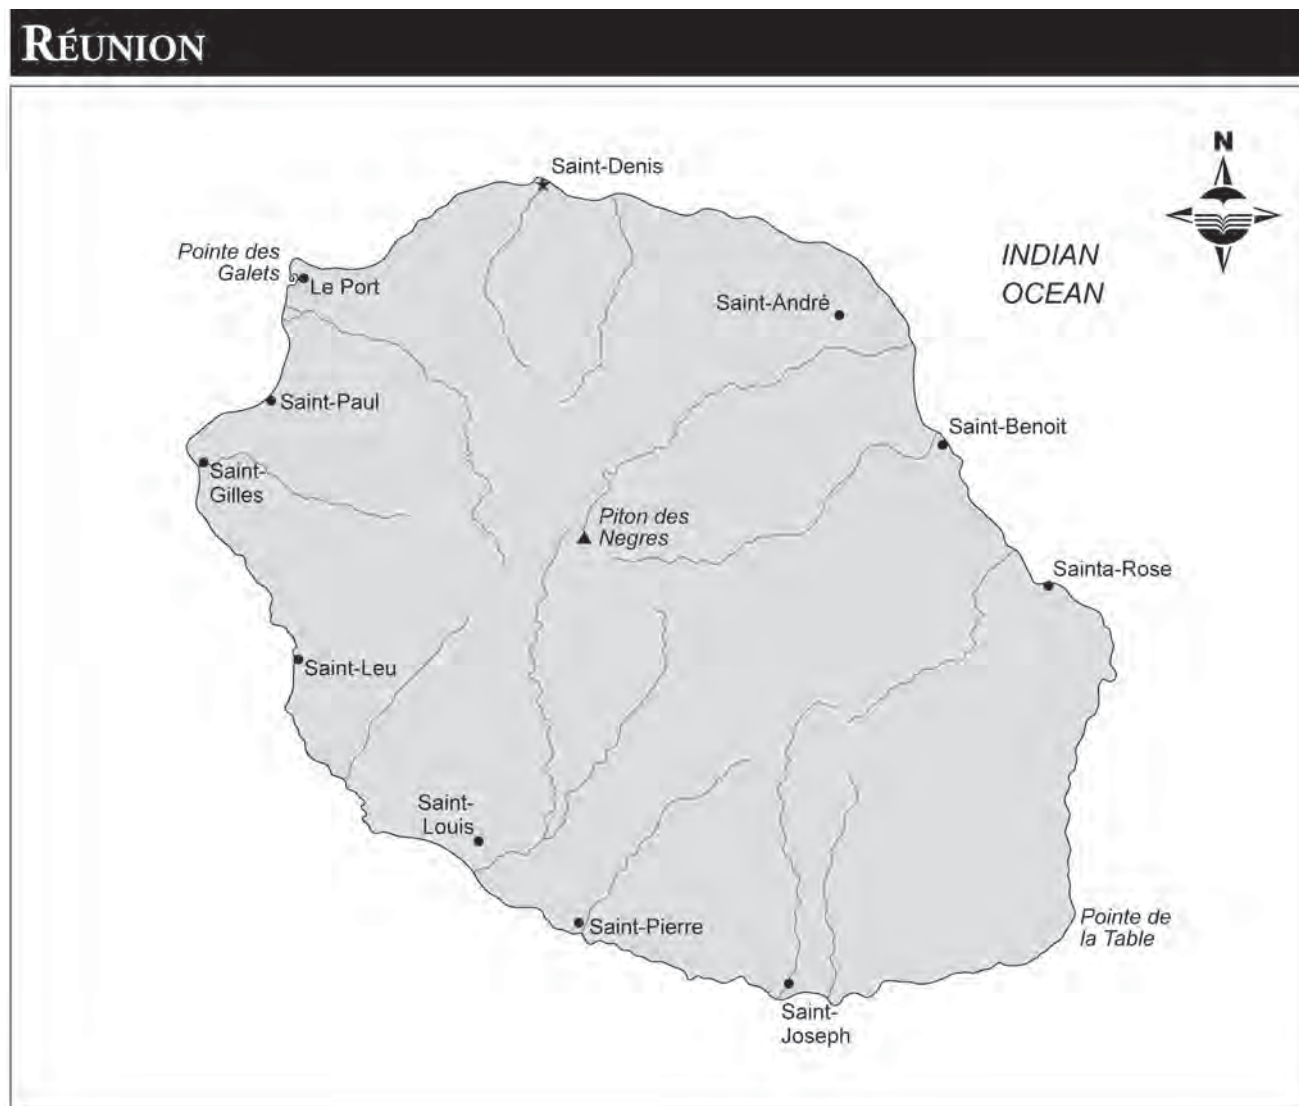 RÉUNION
N
Saint-Denis
Pointe des
Galets
Le Port
INDIAN
OCEAN
Saint-André
Saint-Paul
Saint-Benoit
Saint-
Gilles
Piton des
Negres
Sainta-Rose
Saint-Leu
Saint-
Louis
Saint-Pierre
Pointe de
la Table
Saint-
Joseph